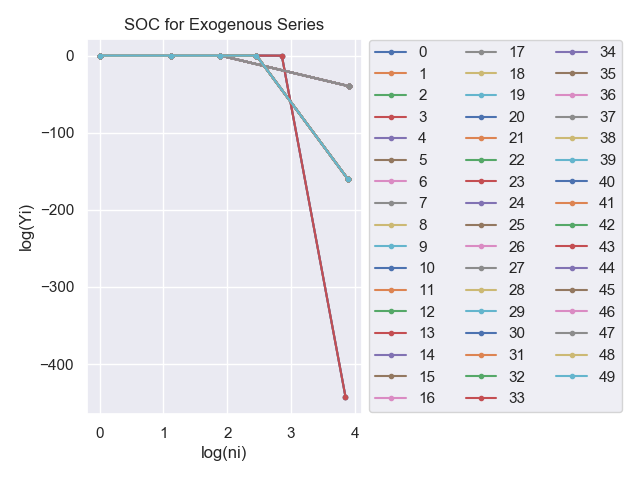 SOC for Exogenous Series
log(Yi)
0
−100
−200
−300
−400
0 1 2 3 4
log(ni)
0 17 34
1 18 35
2 19 36
3 20 37
4 21 38
5 22 39
6 23 40
7 24 41
8 25 42
9 26 43
10 27 44
11 28 45
12 29 46
13 30 47
14 31 48
15 32 49
16 33